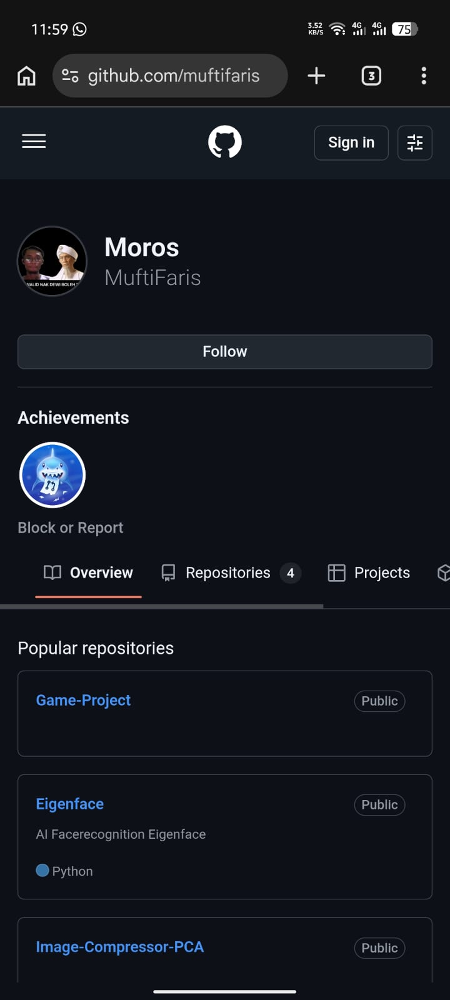 11:59
3.52 KB/S 4G 4G 75
github.com/muftifaris 3
Sign in
Moros
MuftiFaris
WALID NAK DEWI BOLEH
Follow
Achievements
Block or Report
Overview Repositories 4 Projects
Popular repositories
Game-Project Public
Eigenface Public
AI Facerecognition Eigenface
Python
Image-Compressor-PCA Public